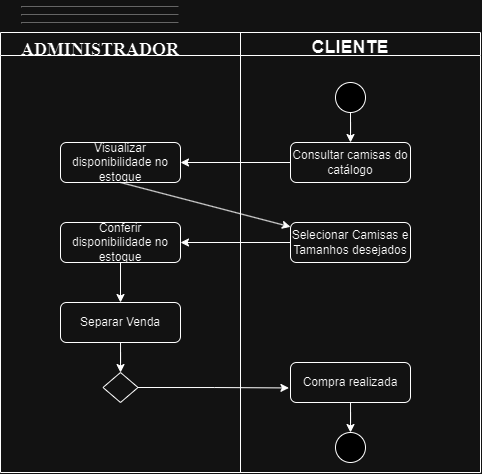 ADMINISTRADOR
CLIENTE
Visualizar
disponibilidade no
estoque
Consultar camisas do
catálogo
Conferir
disponibilidade no
estoque
Selecionar Camisas e
Tamanhos desejados
Separar Venda
Compra realizada